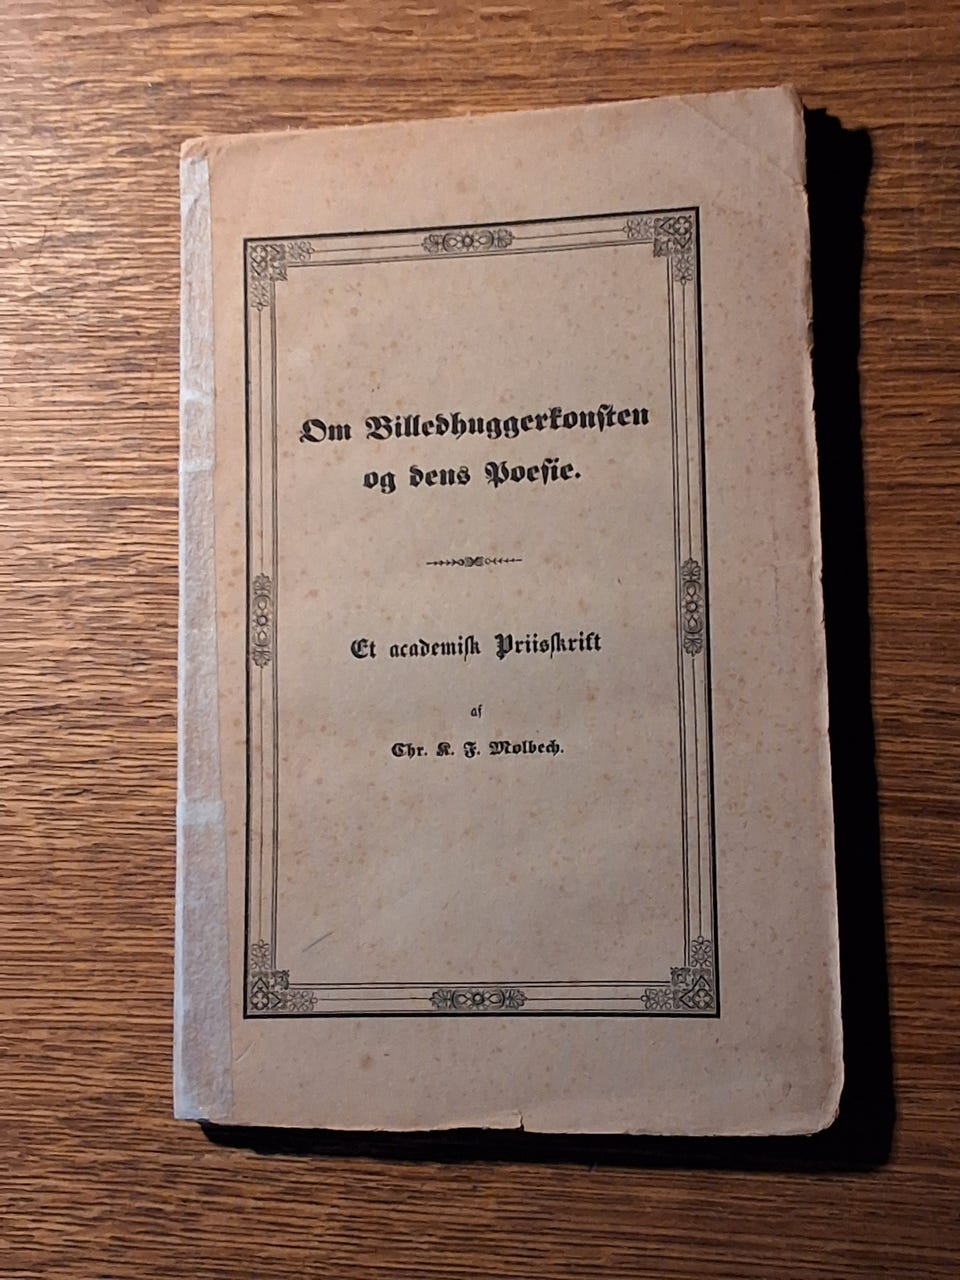 Om Billedhuggerkonsten
og dens Poesie.
Et academisk Priisskrift
af
Chr. K. F. Molbech.